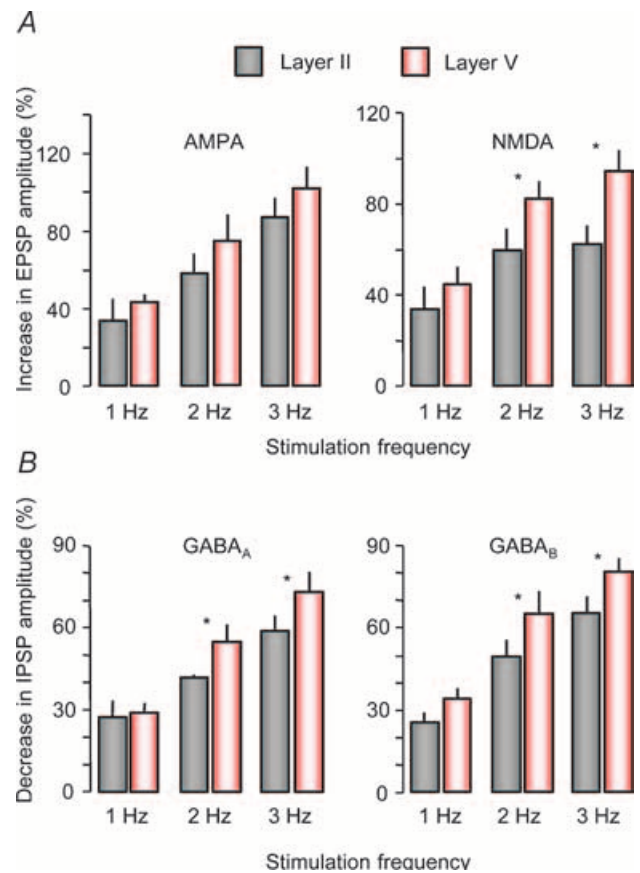 A
Layer II Layer V
Increase in EPSP amplitude (%)
AMPA
120
80
40
0
1 Hz 2 Hz 3 Hz
NMDA
120
80
40
0
* *
1 Hz 2 Hz 3 Hz
Stimulation frequency
B
Decrease in IPSP amplitude (%)
GABA_A
90
60
30
0
* *
1 Hz 2 Hz 3 Hz
GABA_B
90
60
30
0
* *
1 Hz 2 Hz 3 Hz
Stimulation frequency